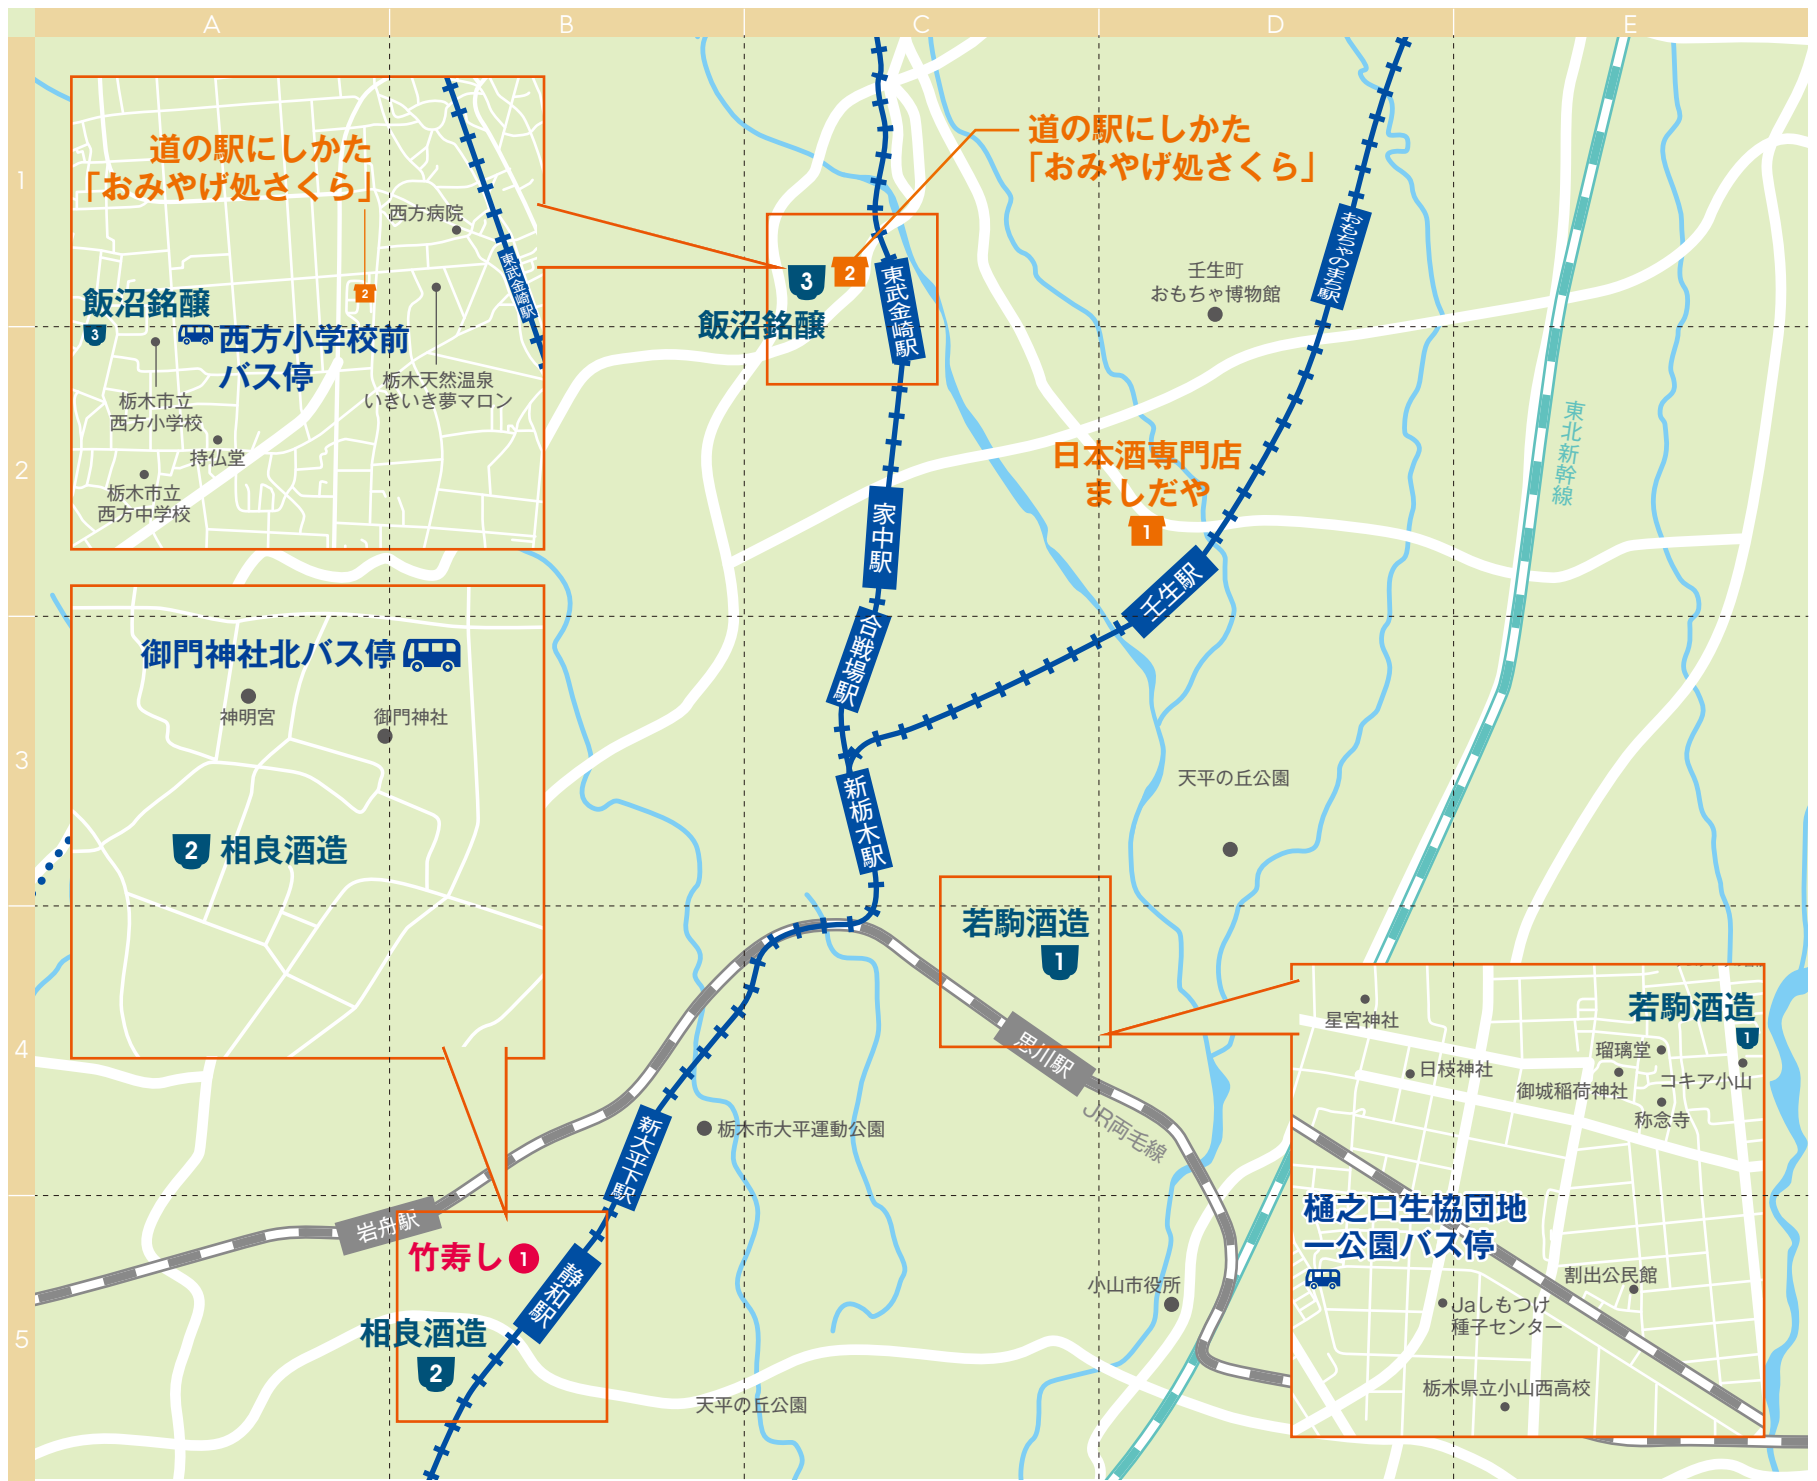 A
B
C
D
E
1
2
3
4
5
道の駅にしかた
「おみやげ処さくら」
西方病院
東武金崎駅
2
飯沼銘醸
3
西方小学校前
バス停
栃木市立
西方小学校
栃木天然温泉
いきいき夢マロン
持仏堂
栃木市立
西方中学校
道の駅にしかた
「おみやげ処さくら」
3
2
飯沼銘醸
東武金崎駅
壬生町
おもちゃ博物館
おもちゃのまち駅
東北新幹線
日本酒専門店
ましだや
1
家中駅
壬生駅
合戦場駅
新栃木駅
天平の丘公園
御門神社北バス停
神明宮
御門神社
2
相良酒造
若駒酒造
1
思川駅
JR両毛線
栃木市大平運動公園
新大平下駅
岩舟駅
竹寿し
1
静和駅
相良酒造
2
天平の丘公園
小山市役所
星宮神社
若駒酒造
1
瑠璃堂
日枝神社
御城稲荷神社
コキア小山
称念寺
樋之口生協団地
一公園バス停
割出公民館
Jaしもつけ
種子センター
栃木県立小山西高校